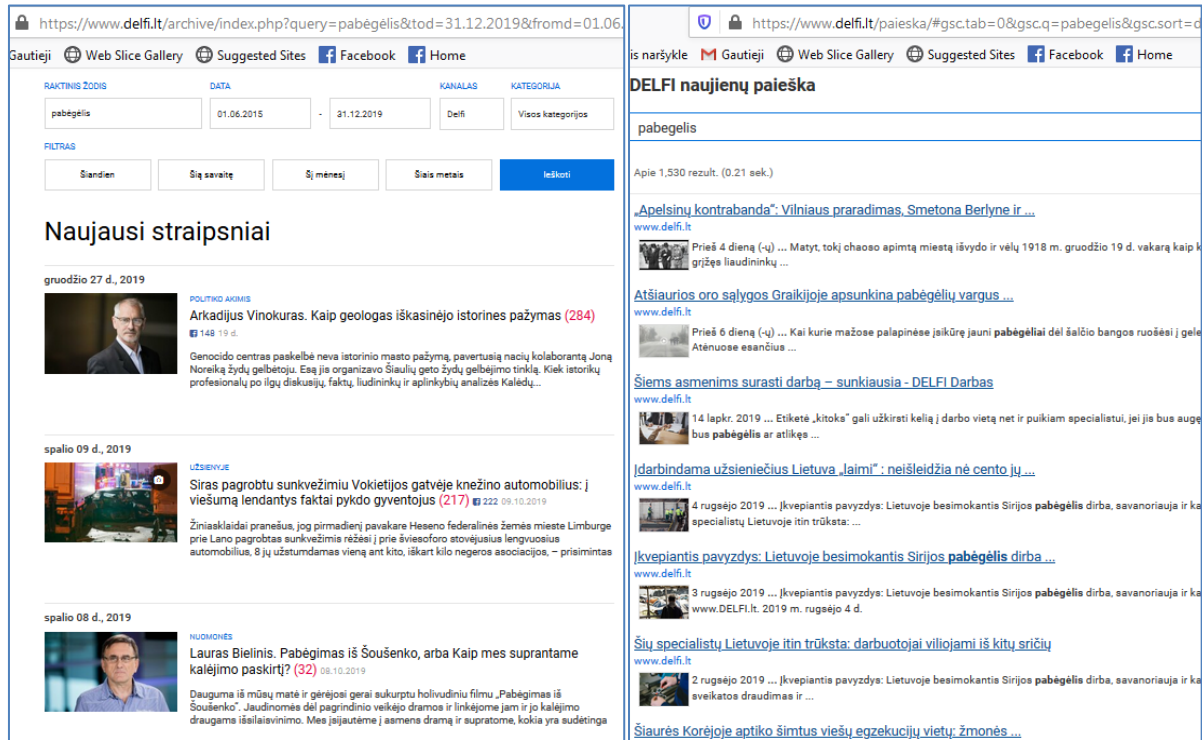 https://www.delfi.lt/archive/index.php?query=pabėgėlis&tod=31.12.2019&fromd=01.06.
Gautieji Web Slice Gallery Suggested Sites Facebook Home
RAKTINIS ŽODIS DATA KANALAS KATEGORIJA
pabėgėlis 01.06.2015 - 31.12.2019 Delfi Visos kategorijos
FILTRAS
Šiandien Šią savaitę Šį mėnesį Šiais metais Ieškoti
Naujausi straipsniai
gruodžio 27 d., 2019
POLITIKO AKIMIS
Arkadijus Vinokuras. Kaip geologas iškasinėjo istorines pažymas (284)
148 19 d.
Genocido centras paskelbė neva istorinio masto pažymą, pavertusią nacių kolaborantą Joną
Noreiką žydų gelbėtoju. Esą jis organizavo Šiaulių geto žydų gelbėjimo tinklą. Kiek istorikų
profesionalų po ilgų diskusijų, faktų, liudininkų ir aplinkybių analizės Kalėdų...
spalio 09 d., 2019
UŽSIENYJE
Siras pagrobtu sunkvežimiu Vokietijos gatvėje knežino automobilius: į
viešumą lendantys faktai pykdo gyventojus (217) 222 09.10.2019
Žiniasklaidai pranešus, jog pirmadienį pavakare Heseno federalinės žemės mieste Limburge
prie Lano pagrobtas sunkvežimis rėžėsi į prie šviesoforo stovėjusius lengvuosius
automobilius, 8 jų užstumdamas vieną ant kito, iškart kilo negeros asociacijos, – prisimintas
spalio 08 d., 2019
NUOMONĖS
Lauras Bielinis. Pabėgimas iš Šoušenko, arba Kaip mes suprantame
kalėjimo paskirtį? (32) 08.10.2019
Dauguma iš mūsų matė ir gėrėjosi gerai sukurptu holivudiniu filmu „Pabėgimas iš
Šoušenko". Jaudinomės dėl pagrindinio veikėjo dramos ir linkėjome jam ir jo kalėjimo
draugams išsilaisvinimo. Mes įsijautėme į asmens dramą ir supratome, kokia yra sudėtinga
https://www.delfi.lt/paieska/#gsc.tab=0&gsc.q=pabegelis&gsc.sort=d
is naršyklę Gautieji Web Slice Gallery Suggested Sites Facebook Home
DELFI naujienų paieška
pabegelis
Apie 1,530 rezult. (0.21 sek.)
„Apelsinų kontrabanda": Vilniaus praradimas, Smetona Berlyne ir ...
www.delfi.lt
Prieš 4 dieną (-ų) ... Matyt, tokį chaoso apimtą miestą išvydo ir vėlų 1918 m. gruodžio 19 d. vakarą kaip k
grįžęs liaudininkų ...
Atšiaurios oro sąlygos Graikijoje apsunkina pabėgėlių vargus ...
www.delfi.lt
Prieš 6 dieną (-ų) ... Kai kurie mažose palapinėse įsikūrę jauni pabėgėliai dėl šalčio bangos ruošėsi į gele
Atėnuose esančius ...
Šiems asmenims surasti darbą – sunkiausia - DELFI Darbas
www.delfi.lt
14 lapkr. 2019 ... Etiketė „kitoks" gali užkirsti kelią į darbo vietą net ir puikiam specialistui, jei jis bus augę
bus pabėgėlis ar atlikęs ...
Įdarbindama užsieniečius Lietuva „laimi" : neišleidžia nė cento jų ...
www.delfi.lt
4 rugsėjo 2019 ... Įkvepiantis pavyzdys: Lietuvoje besimokantis Sirijos pabėgėlis dirba, savanoriauja ir ka
specialistų Lietuvoje itin trūksta: ...
Įkvepiantis pavyzdys: Lietuvoje besimokantis Sirijos pabėgėlis dirba ...
www.delfi.lt
3 rugsėjo 2019 ... Įkvepiantis pavyzdys: Lietuvoje besimokantis Sirijos pabėgėlis dirba, savanoriauja ir ka
www.DELFI.lt. 2019 m. rugsėjo 4 d.
Šių specialistų Lietuvoje itin trūksta: darbuotojai viliojami iš kitų sričių
www.delfi.lt
2 rugsėjo 2019 ... Įkvepiantis pavyzdys: Lietuvoje besimokantis Sirijos pabėgėlis dirba, savanoriauja ir ka
sveikatos draudimas ir ...
Šiaurės Korėjoje aptiko šimtus viešų egzekucijų vietų: žmonės ...